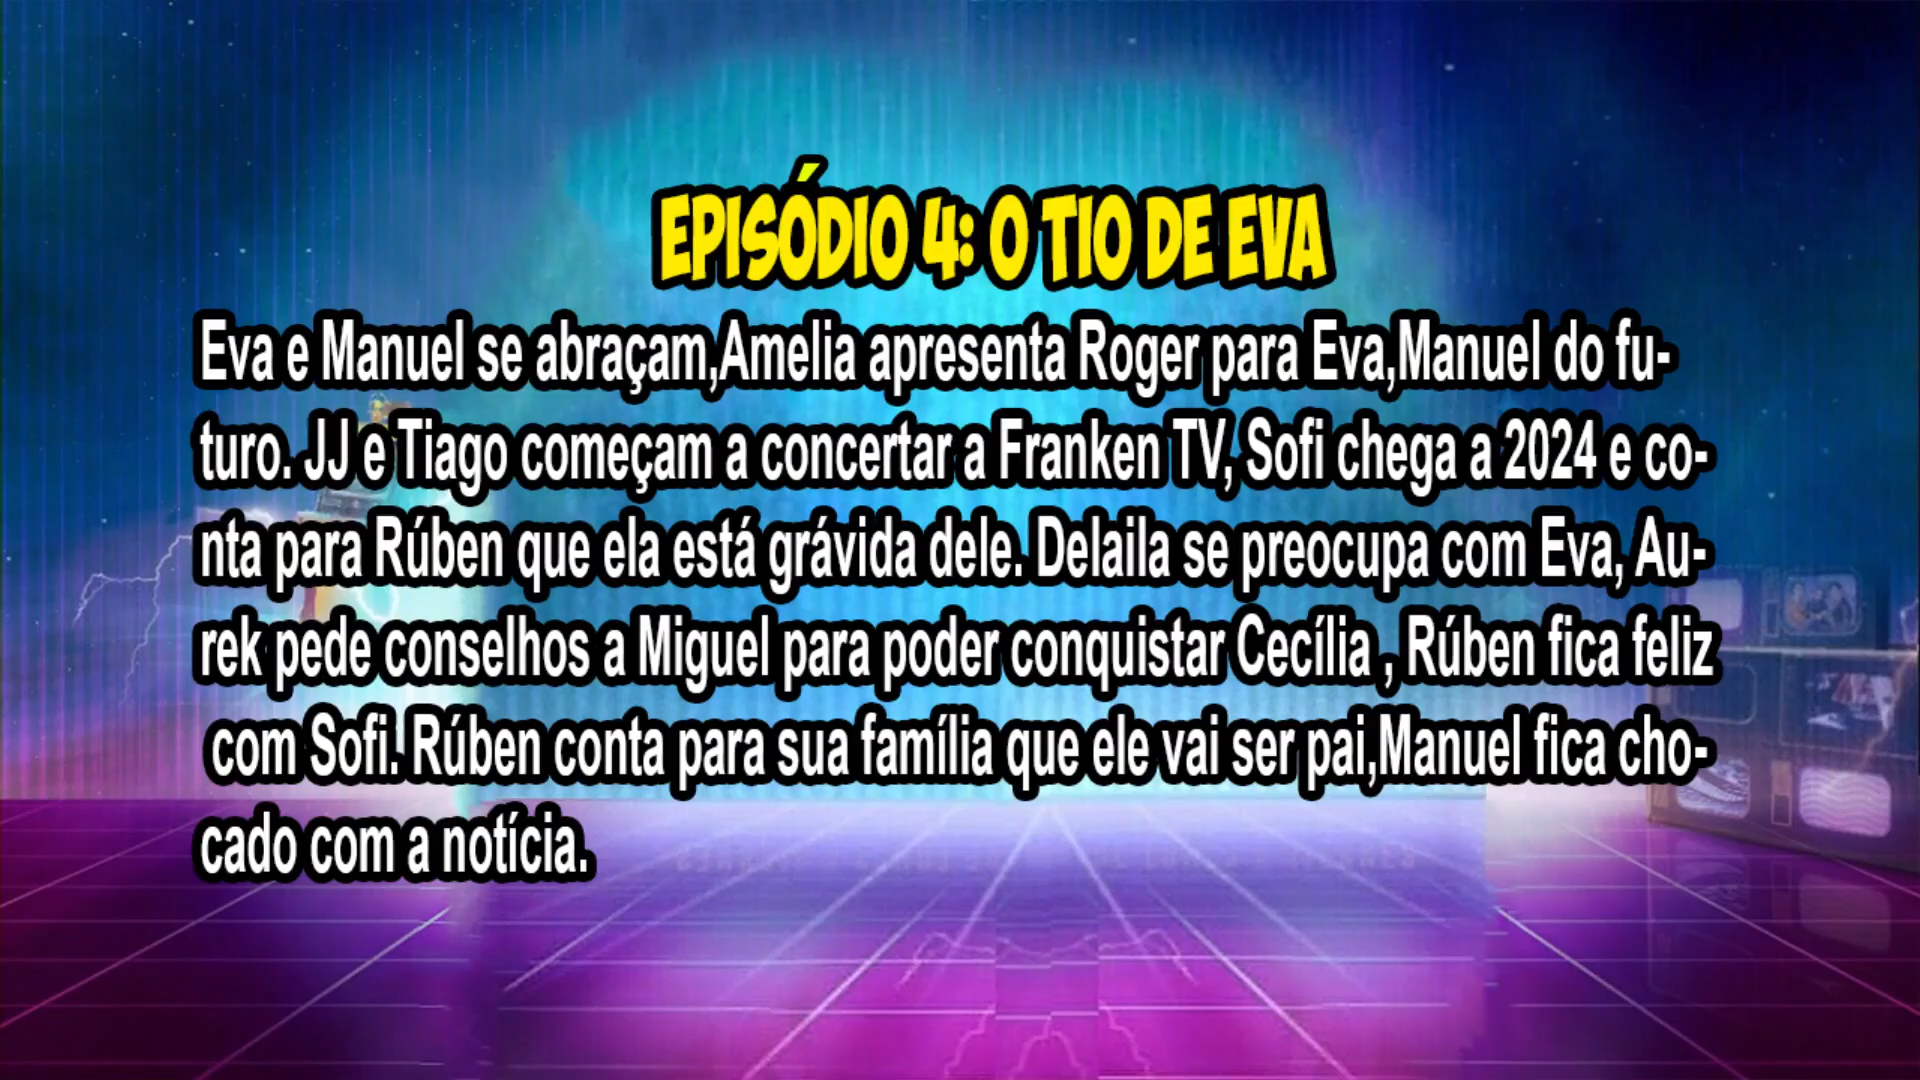 EPISÓDIO 4: O TIO DE EVA
Eva e Manuel se abraçam,Amelia apresenta Roger para Eva,Manuel do fu-
turo. JJ e Tiago começam a concertar a Franken TV, Sofi chega a 2024 e co-
nta para Rúben que ela está grávida dele. Delaila se preocupa com Eva, Au-
rek pede conselhos a Miguel para poder conquistar Cecília , Rúben fica feliz
com Sofi. Rúben conta para sua família que ele vai ser pai,Manuel fica cho-
cado com a notícia.